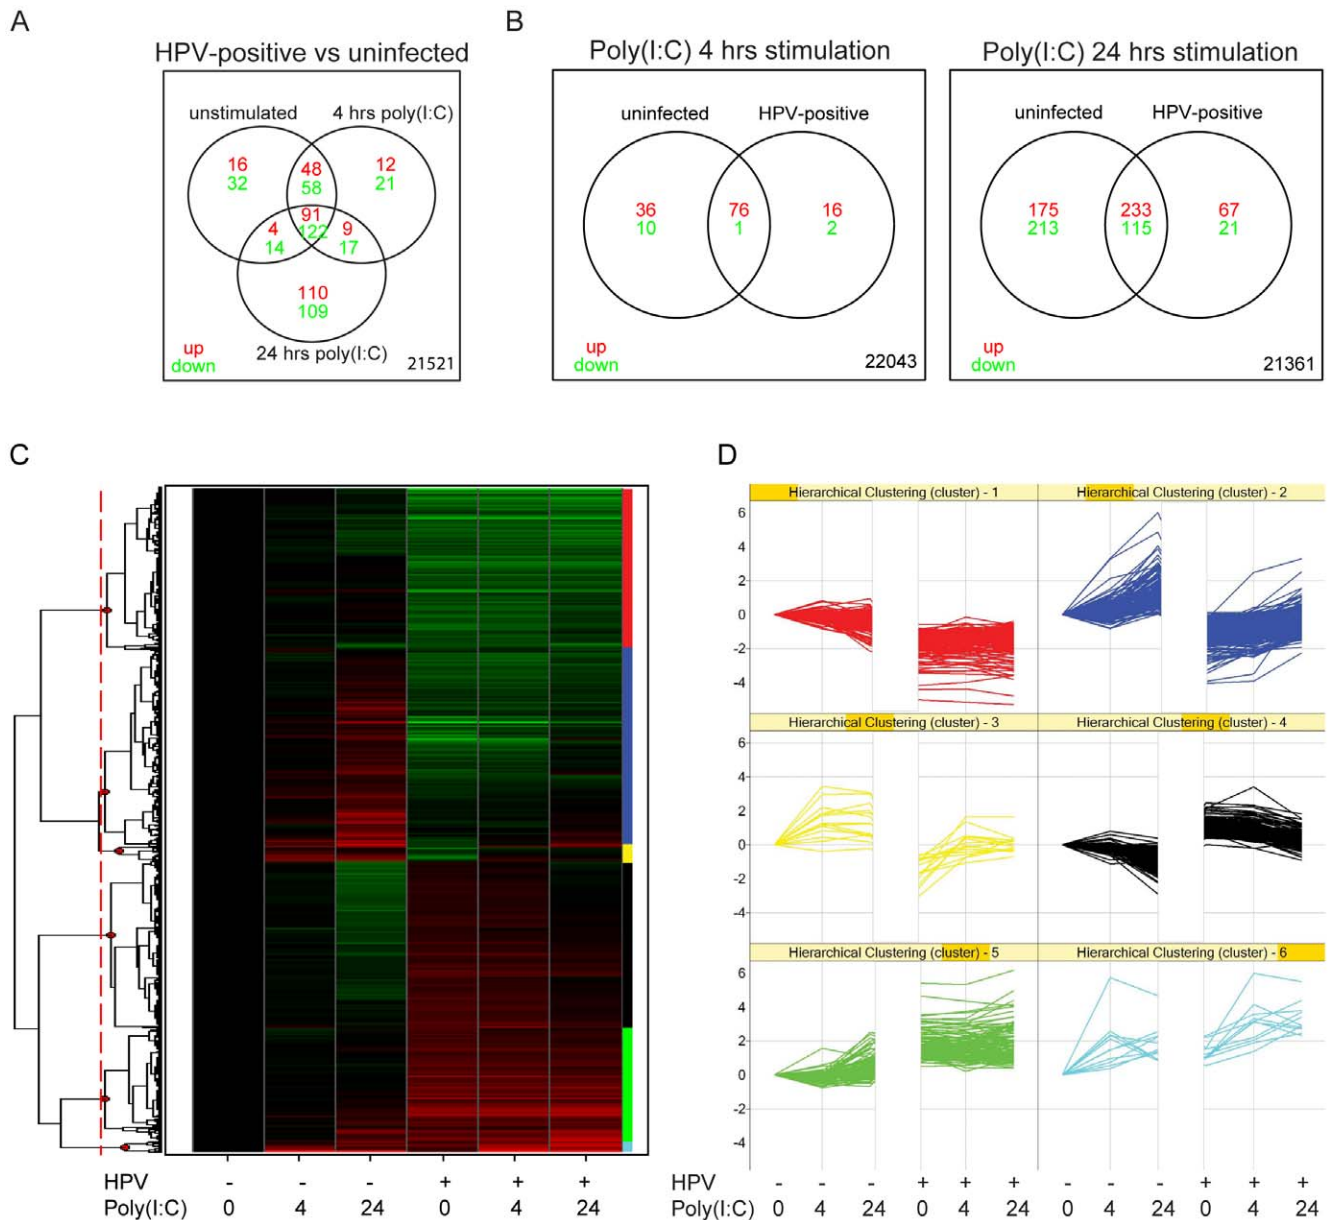 A
HPV-positive vs uninfected
unstimulated
4 hrs poly(I:C)
16
32
48
58
12
21
91
122
4
14
9
17
110
109
24 hrs poly(I:C)
up
down
21521
B
Poly(I:C) 4 hrs stimulation
uninfected
HPV-positive
36
10
76
1
16
2
up
down
22043
Poly(I:C) 24 hrs stimulation
uninfected
HPV-positive
175
213
233
115
67
21
up
down
21361
C
HPV - - - + + +
Poly(I:C) 0 4 24 0 4 24
D
Hierarchical Clustering (cluster) - 1
Hierarchical Clustering (cluster) - 2
6
4
2
0
-2
-4
Hierarchical Clustering (cluster) - 3
Hierarchical Clustering (cluster) - 4
6
4
2
0
-2
-4
Hierarchical Clustering (cluster) - 5
Hierarchical Clustering (cluster) - 6
6
4
2
0
-2
-4
HPV - - - + + + - - - + + +
Poly(I:C) 0 4 24 0 4 24 0 4 24 0 4 24